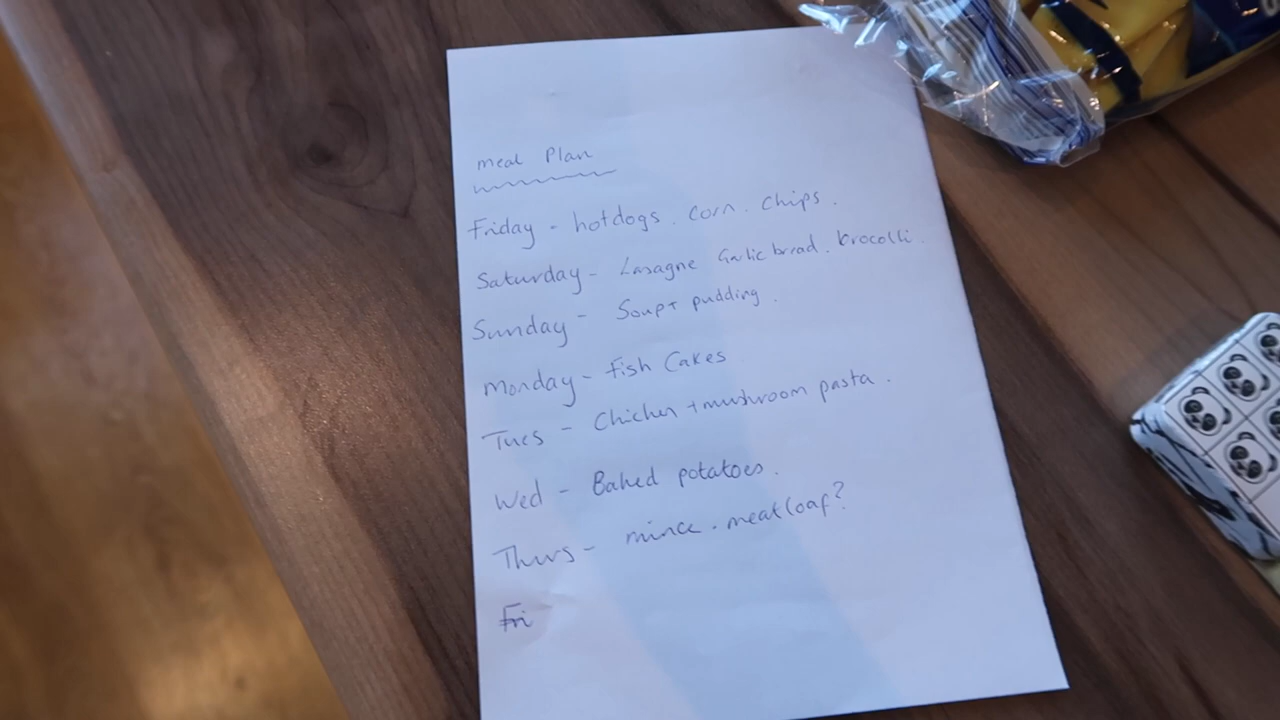 meal Plan
Friday - hotdogs . Corn . Chips .
Saturday - Lasagne Garlic bread . brocolli .
Sunday - Soup + pudding .
Monday - fish Cakes
Tues - Chicken + mushroom pasta .
Wed - Baked potatoes .
Thurs - mince . meatloaf?
Fri